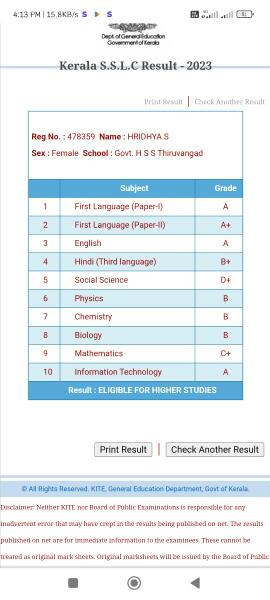 4:13 PM | 15.8KB/s S S
Dept. of General Education
Government of Kerala
Kerala S.S.L.C Result - 2023
Print Result | Check Another Result
Reg No. : 478359 Name : HRIDHYA S
Sex : Female School : Govt. H S S Thiruvangad
Subject Grade
1 First Language (Paper-I) A
2 First Language (Paper-II) A+
3 English A
4 Hindi (Third language) B+
5 Social Science D+
6 Physics B
7 Chemistry B
8 Biology B
9 Mathematics C+
10 Information Technology A
Result : ELIGIBLE FOR HIGHER STUDIES
Print Result | Check Another Result
© All Rights Reserved. KITE, General Education Department, Govt of Kerala.
Disclaimer: Neither KITE nor Board of Public Examinations is responsible for any
inadvertent error that may have crept in the results being published on net. The results
published on net are for immediate information to the examinees. These cannot be
treated as original mark sheets. Original marksheets will be issued by the Board of Public